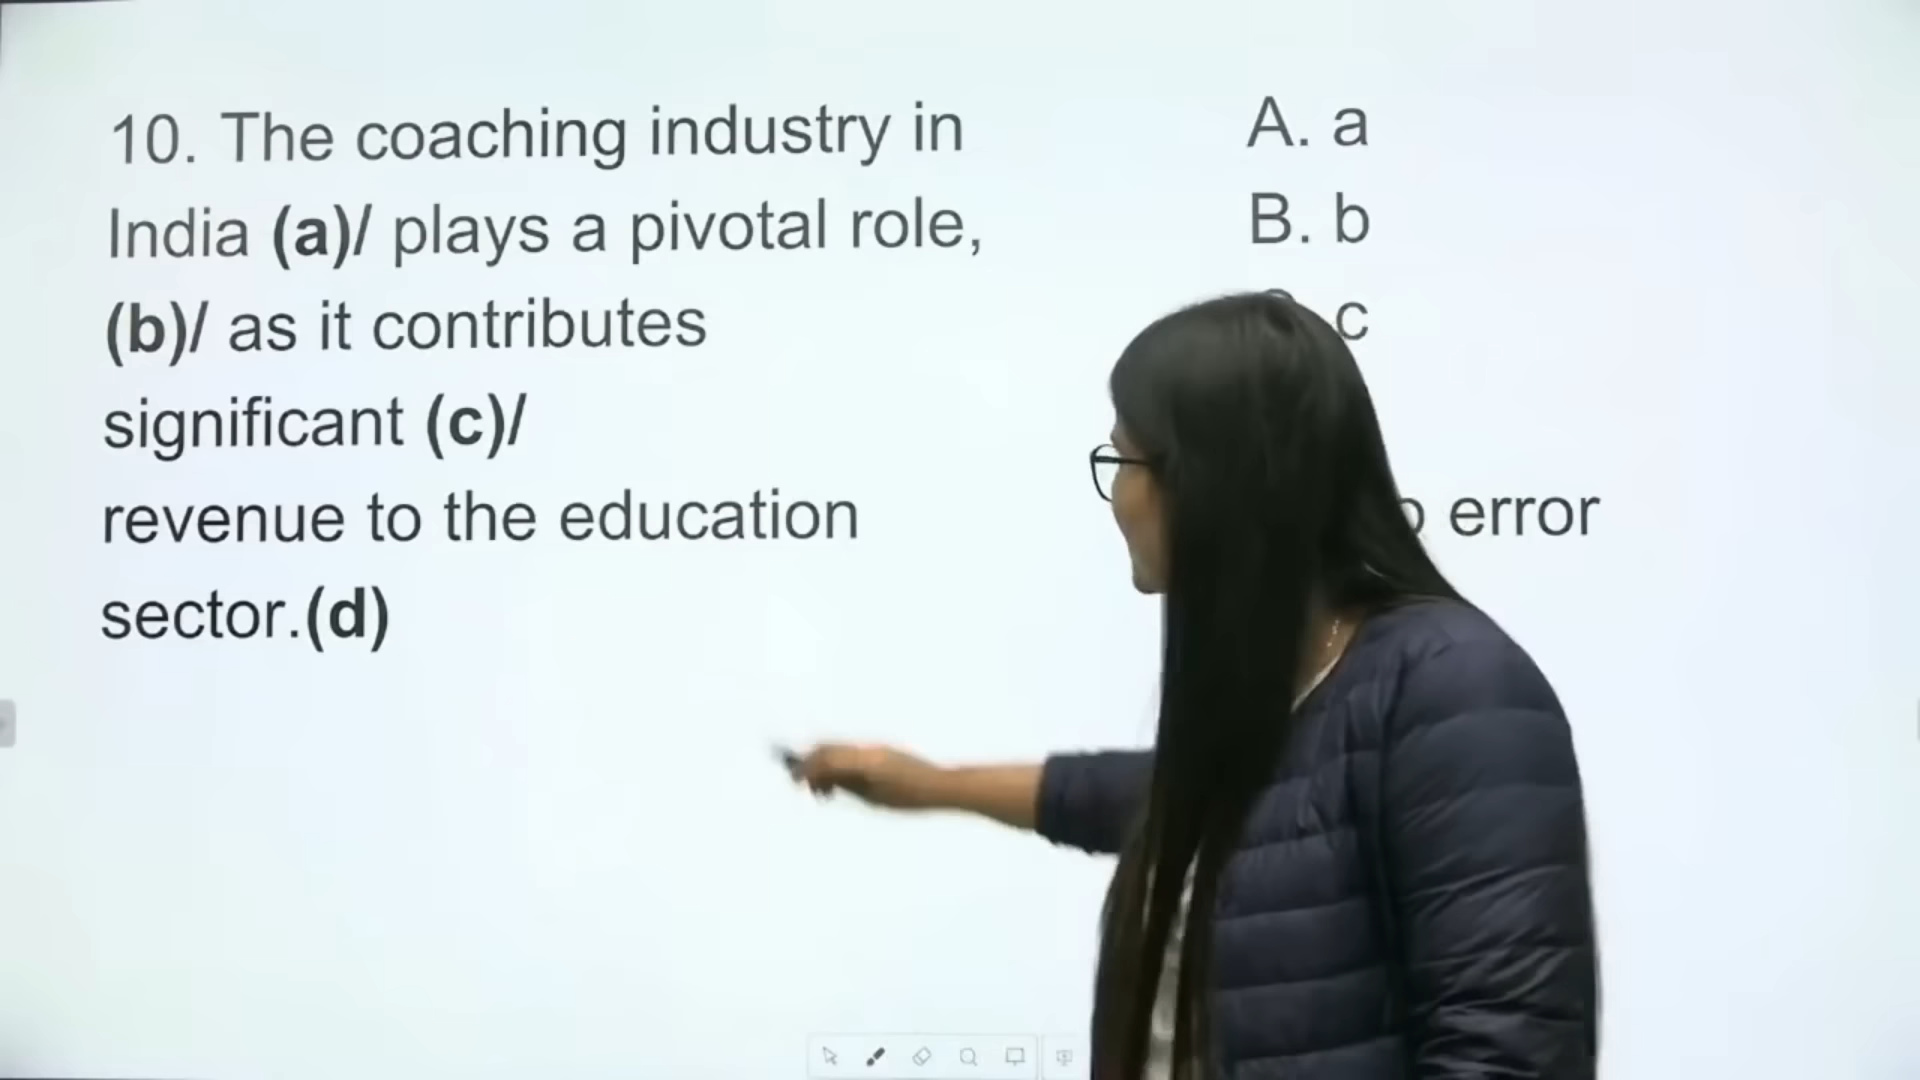 10. The coaching industry in
India (a)/ plays a pivotal role,
(b)/ as it contributes
significant (c)/
revenue to the education
sector.(d)
A. a
B. b
c
error